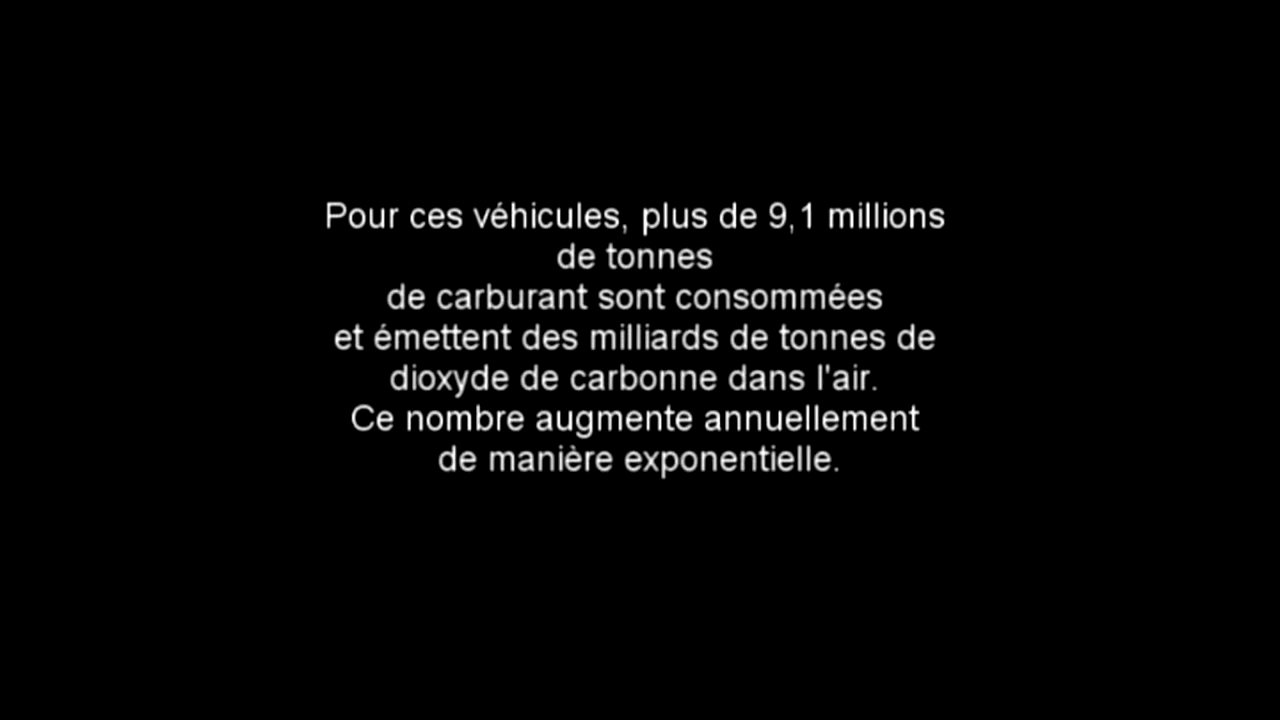 Pour ces véhicules, plus de 9,1 millions
de tonnes
de carburant sont consommées
et émettent des milliards de tonnes de
dioxyde de carbonne dans l'air.
Ce nombre augmente annuellement
de manière exponentielle.